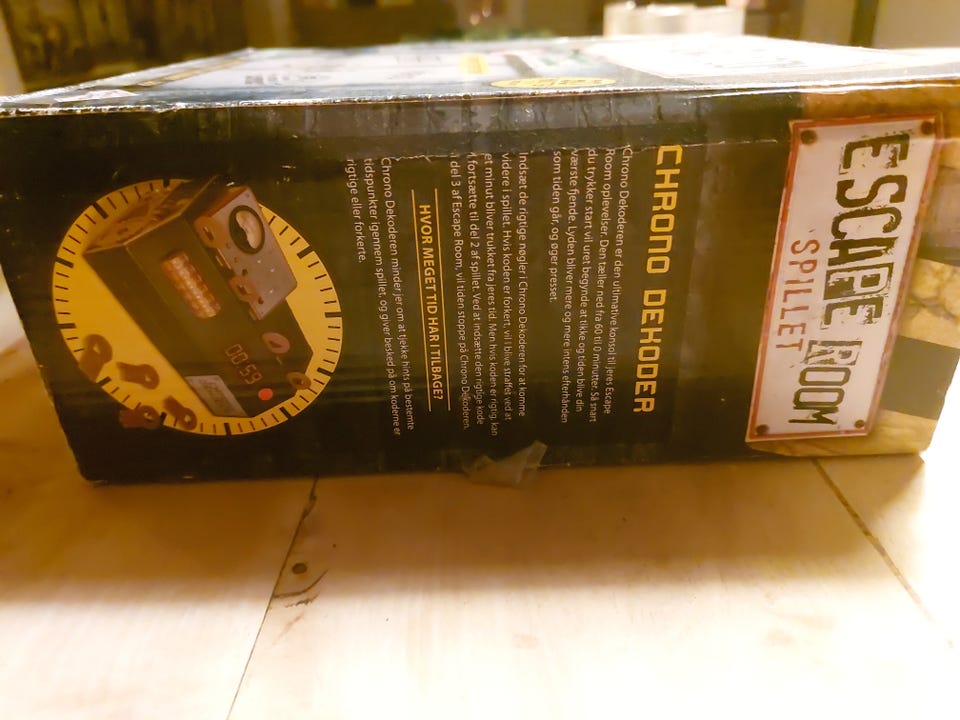 ESCAPE ROOM
SPILLET
CHRONO DEKODER
Chrono Dekoderen er den ultimative konsol til jeres Escape
Room oplevelser. Den tæller ned fra 60 til 0 minutter. Så snart
du trykker start vil uret begynde at tikke og tiden blive din
værste fjende. Lyden bliver mere og mere intens efterhånden
som tiden går og øger presset.
Indsæt de rigtige nøgler i Chrono Dekoderen for at komme
videre i spillet. Hvis koden er forkert, vil I blive straffet ved at
et minut bliver trukket fra jeres tid. Men hvis koden er rigtig, kan
I fortsætte til del 2 af spillet. Ved at indsætte den rigtige kode
i del 3 af Escape Room, vil tiden stoppe på Chrono Dekoderen.
HVOR MEGET TID HAR I TILBAGE?
Chrono Dekoderen minder jer om at tjekke hints på bestemte
tidspunkter igennem spillet, og giver besked på om koderne er
rigtige eller forkerte.
00:59